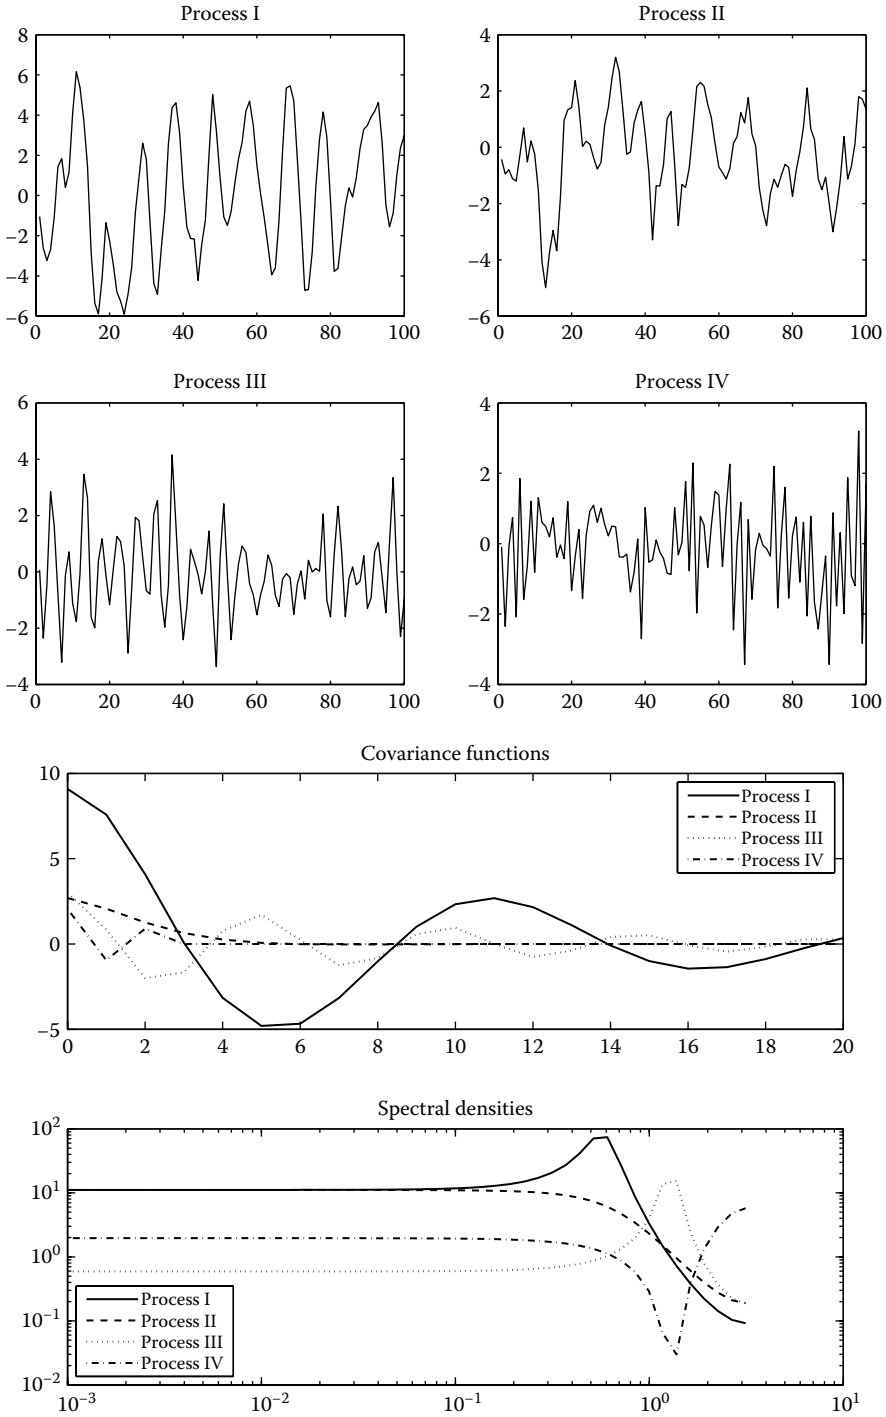 Process I
Process II
8
6
4
2
0
−2
−4
−6
0 20 40 60 80 100
4
2
0
−2
−4
−6
0 20 40 60 80 100
Process III
Process IV
6
4
2
0
−2
−4
0 20 40 60 80 100
4
2
0
−2
−4
0 20 40 60 80 100
Covariance functions
10
5
0
−5
0 2 4 6 8 10 12 14 16 18 20
Process I
Process II
Process III
Process IV
Spectral densities
10²
10¹
10⁰
10⁻¹
10⁻²
Process I
Process II
Process III
Process IV
10⁻³ 10⁻² 10⁻¹ 10⁰ 10¹